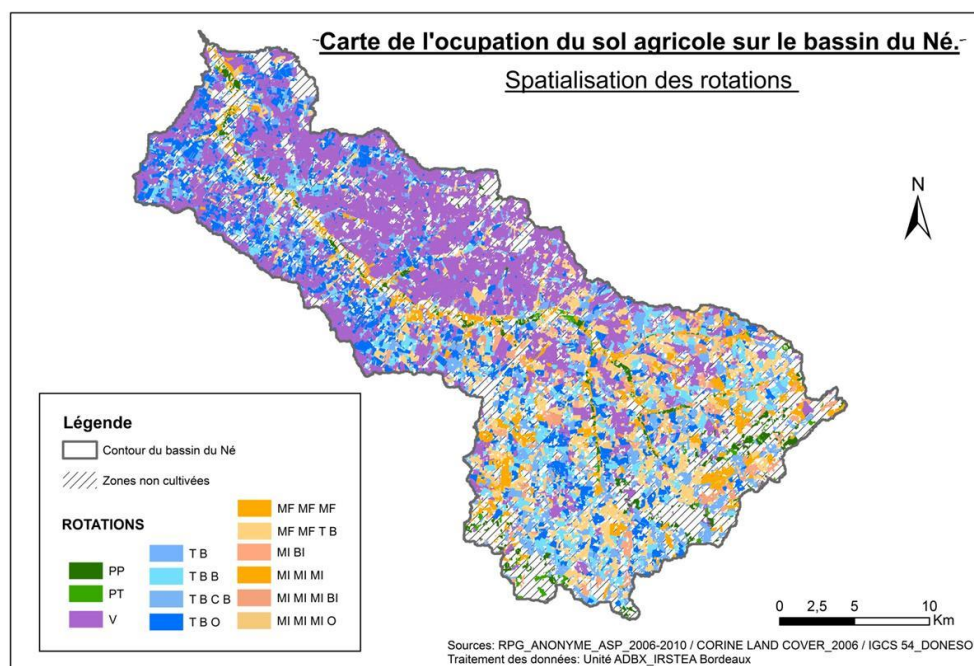 -Carte de l'ocupation du sol agricole sur le bassin du Né.-
Spatialisation des rotations
N
Légende
Contour du bassin du Né
Zones non cultivées
ROTATIONS
PP
PT
V
T B
T B B
T B C B
T B O
MF MF MF
MF MF T B
MI BI
MI MI MI
MI MI MI BI
MI MI MI O
0 2,5 5 10
Km
Sources: RPG_ANONYME_ASP_2006-2010 / CORINE LAND COVER_2006 / IGCS 54_DONESO
Traitement des données: Unité ADBX_IRSTEA Bordeaux